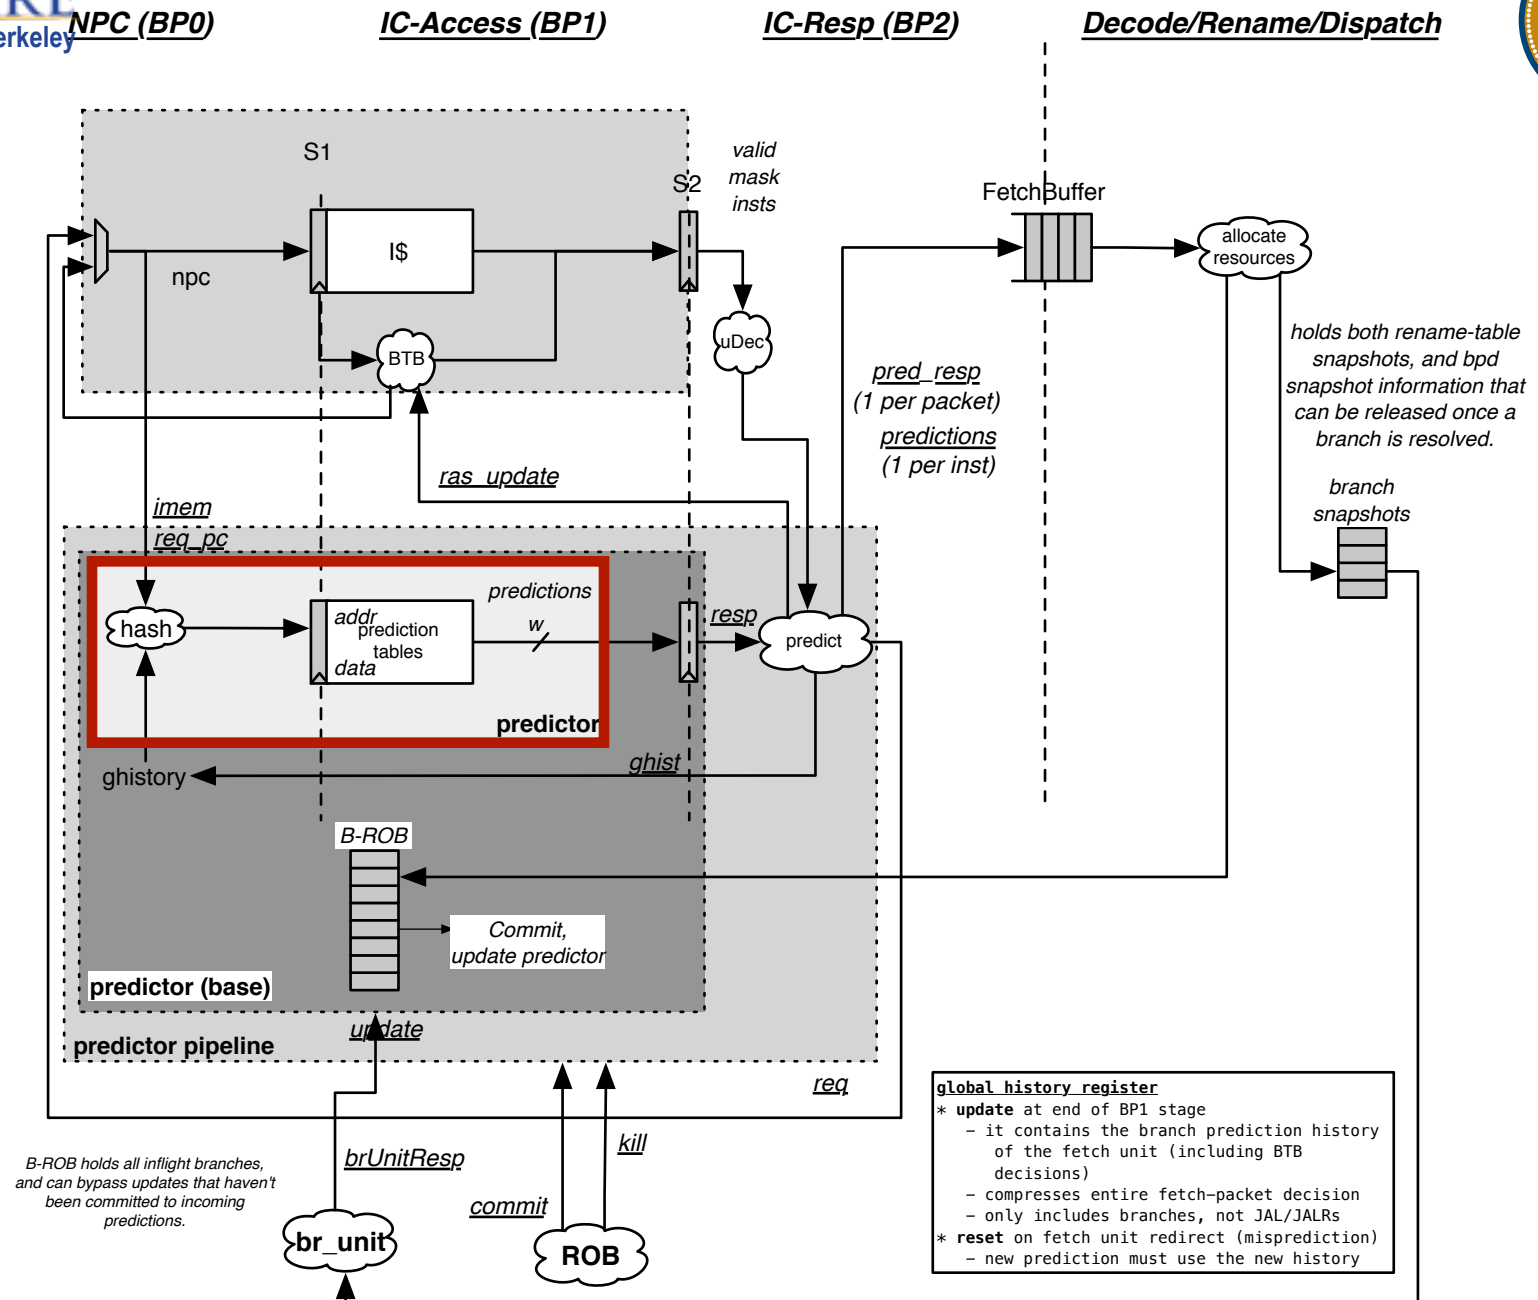 erkeley
NPC (BP0)
IC-Access (BP1)
IC-Resp (BP2)
Decode/Rename/Dispatch
S1
S2
valid
mask
insts
FetchBuffer
I$
npc
allocate
resources
BTB
uDec
holds both rename-table
snapshots, and bpd
snapshot information that
can be released once a
branch is resolved.
pred_resp
(1 per packet)
predictions
(1 per inst)
ras_update
branch
snapshots
imem
req_pc
hash
addr
prediction
tables
data
predictions
w
resp
predict
predictor
ghistory
ghist
B-ROB
Commit,
update predictor
predictor (base)
update
predictor pipeline
req
B-ROB holds all inflight branches,
and can bypass updates that haven't
been committed to incoming
predictions.
brUnitResp
kill
commit
br_unit
ROB
global history register
* update at end of BP1 stage
– it contains the branch prediction history
of the fetch unit (including BTB
decisions)
– compresses entire fetch–packet decision
– only includes branches, not JAL/JALRs
* reset on fetch unit redirect (misprediction)
– new prediction must use the new history